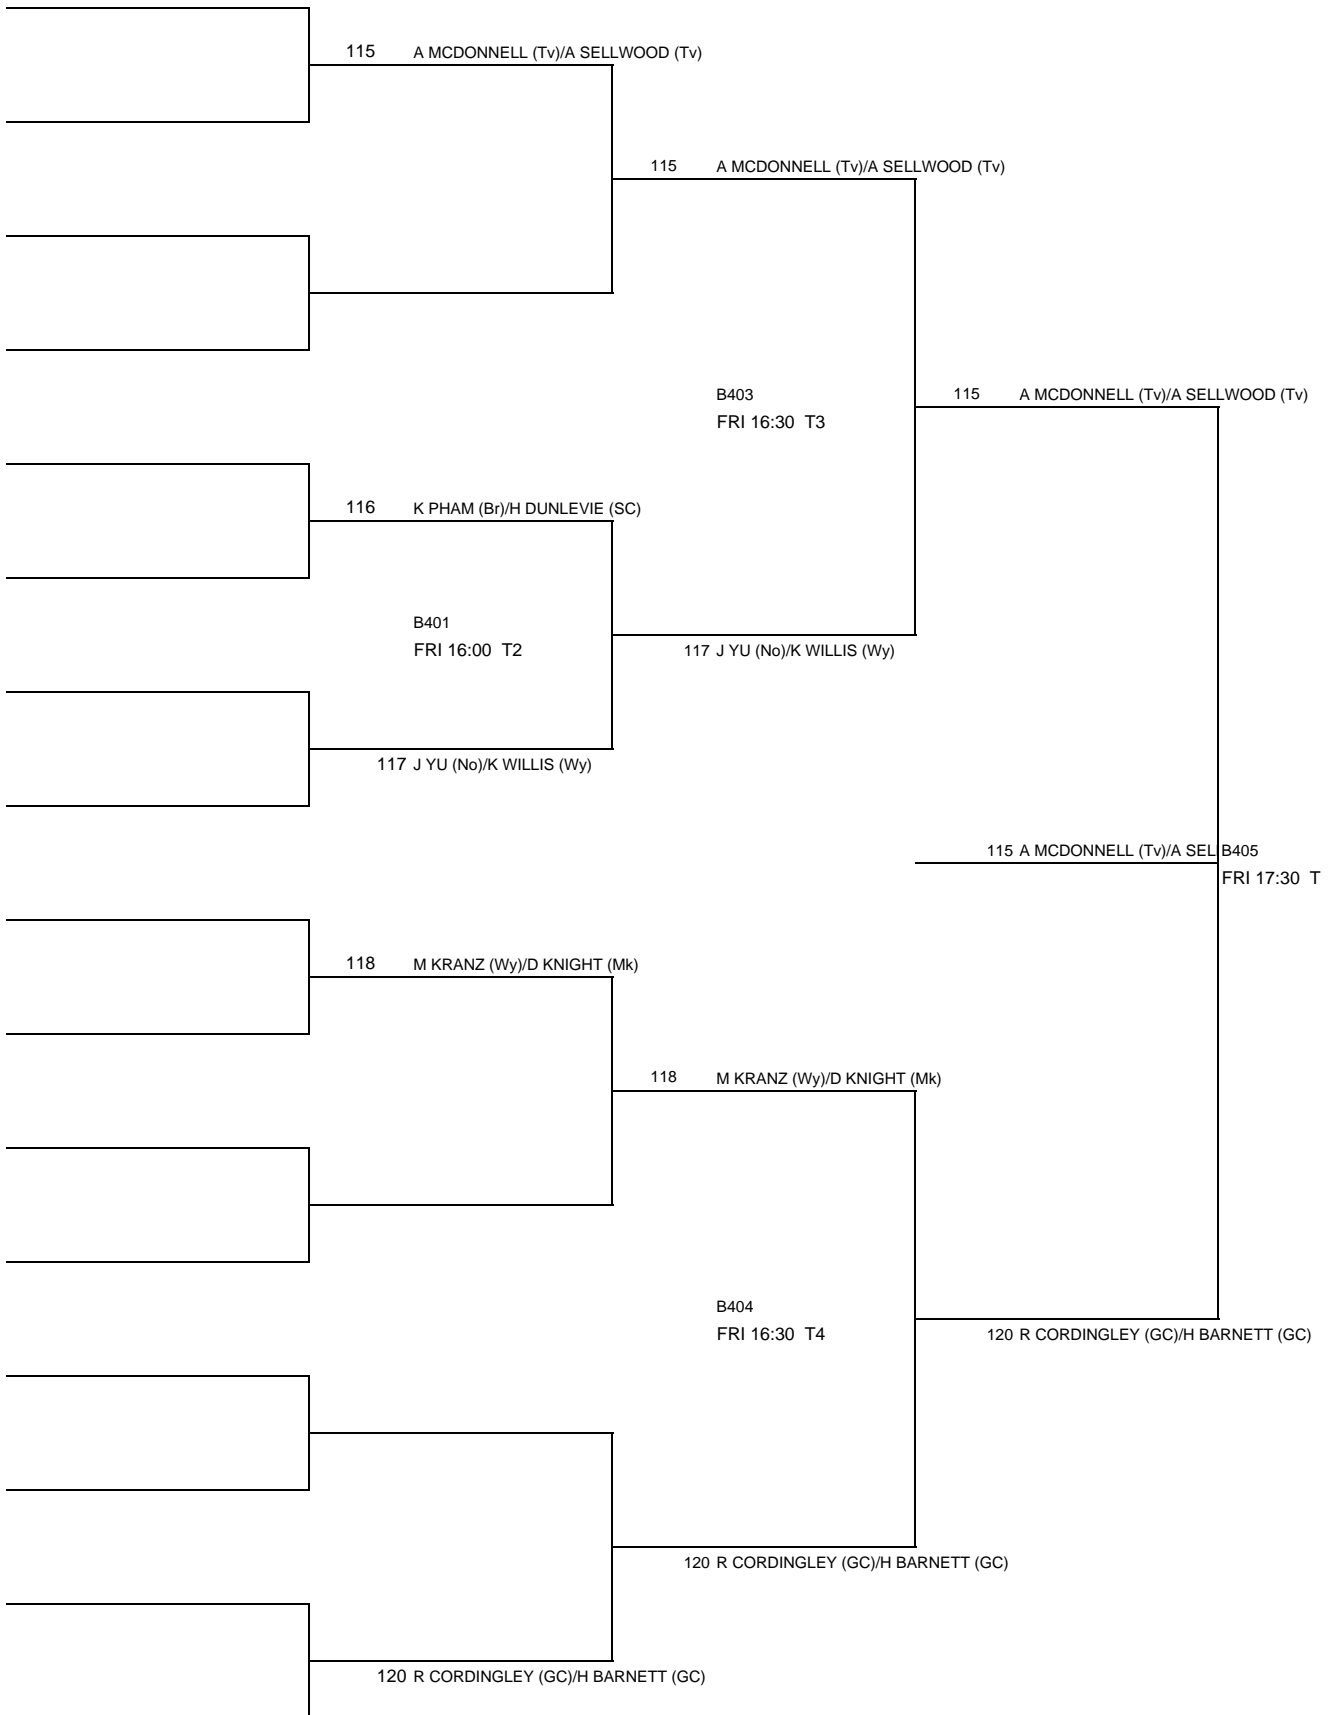 115 A MCDONNELL (Tv)/A SELLWOOD (Tv)
115 A MCDONNELL (Tv)/A SELLWOOD (Tv)
B403
FRI 16:30 T3
115 A MCDONNELL (Tv)/A SELLWOOD (Tv)
116 K PHAM (Br)/H DUNLEVIE (SC)
B401
FRI 16:00 T2
117 J YU (No)/K WILLIS (Wy)
117 J YU (No)/K WILLIS (Wy)
115 A MCDONNELL (Tv)/A SEL
B405
FRI 17:30 T
118 M KRANZ (Wy)/D KNIGHT (Mk)
118 M KRANZ (Wy)/D KNIGHT (Mk)
B404
FRI 16:30 T4
120 R CORDINGLEY (GC)/H BARNETT (GC)
120 R CORDINGLEY (GC)/H BARNETT (GC)
120 R CORDINGLEY (GC)/H BARNETT (GC)